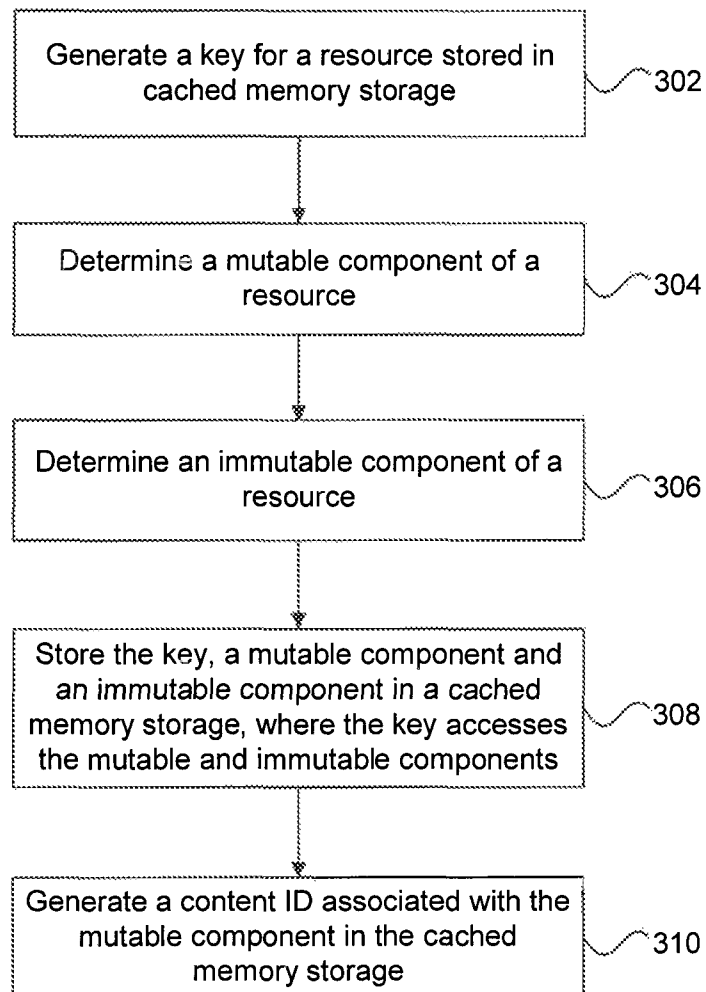 Generate a key for a resource stored in
cached memory storage
302
Determine a mutable component of a
resource
304
Determine an immutable component of a
resource
306
Store the key, a mutable component and
an immutable component in a cached
memory storage, where the key accesses
the mutable and immutable components
308
Generate a content ID associated with the
mutable component in the cached
memory storage
310